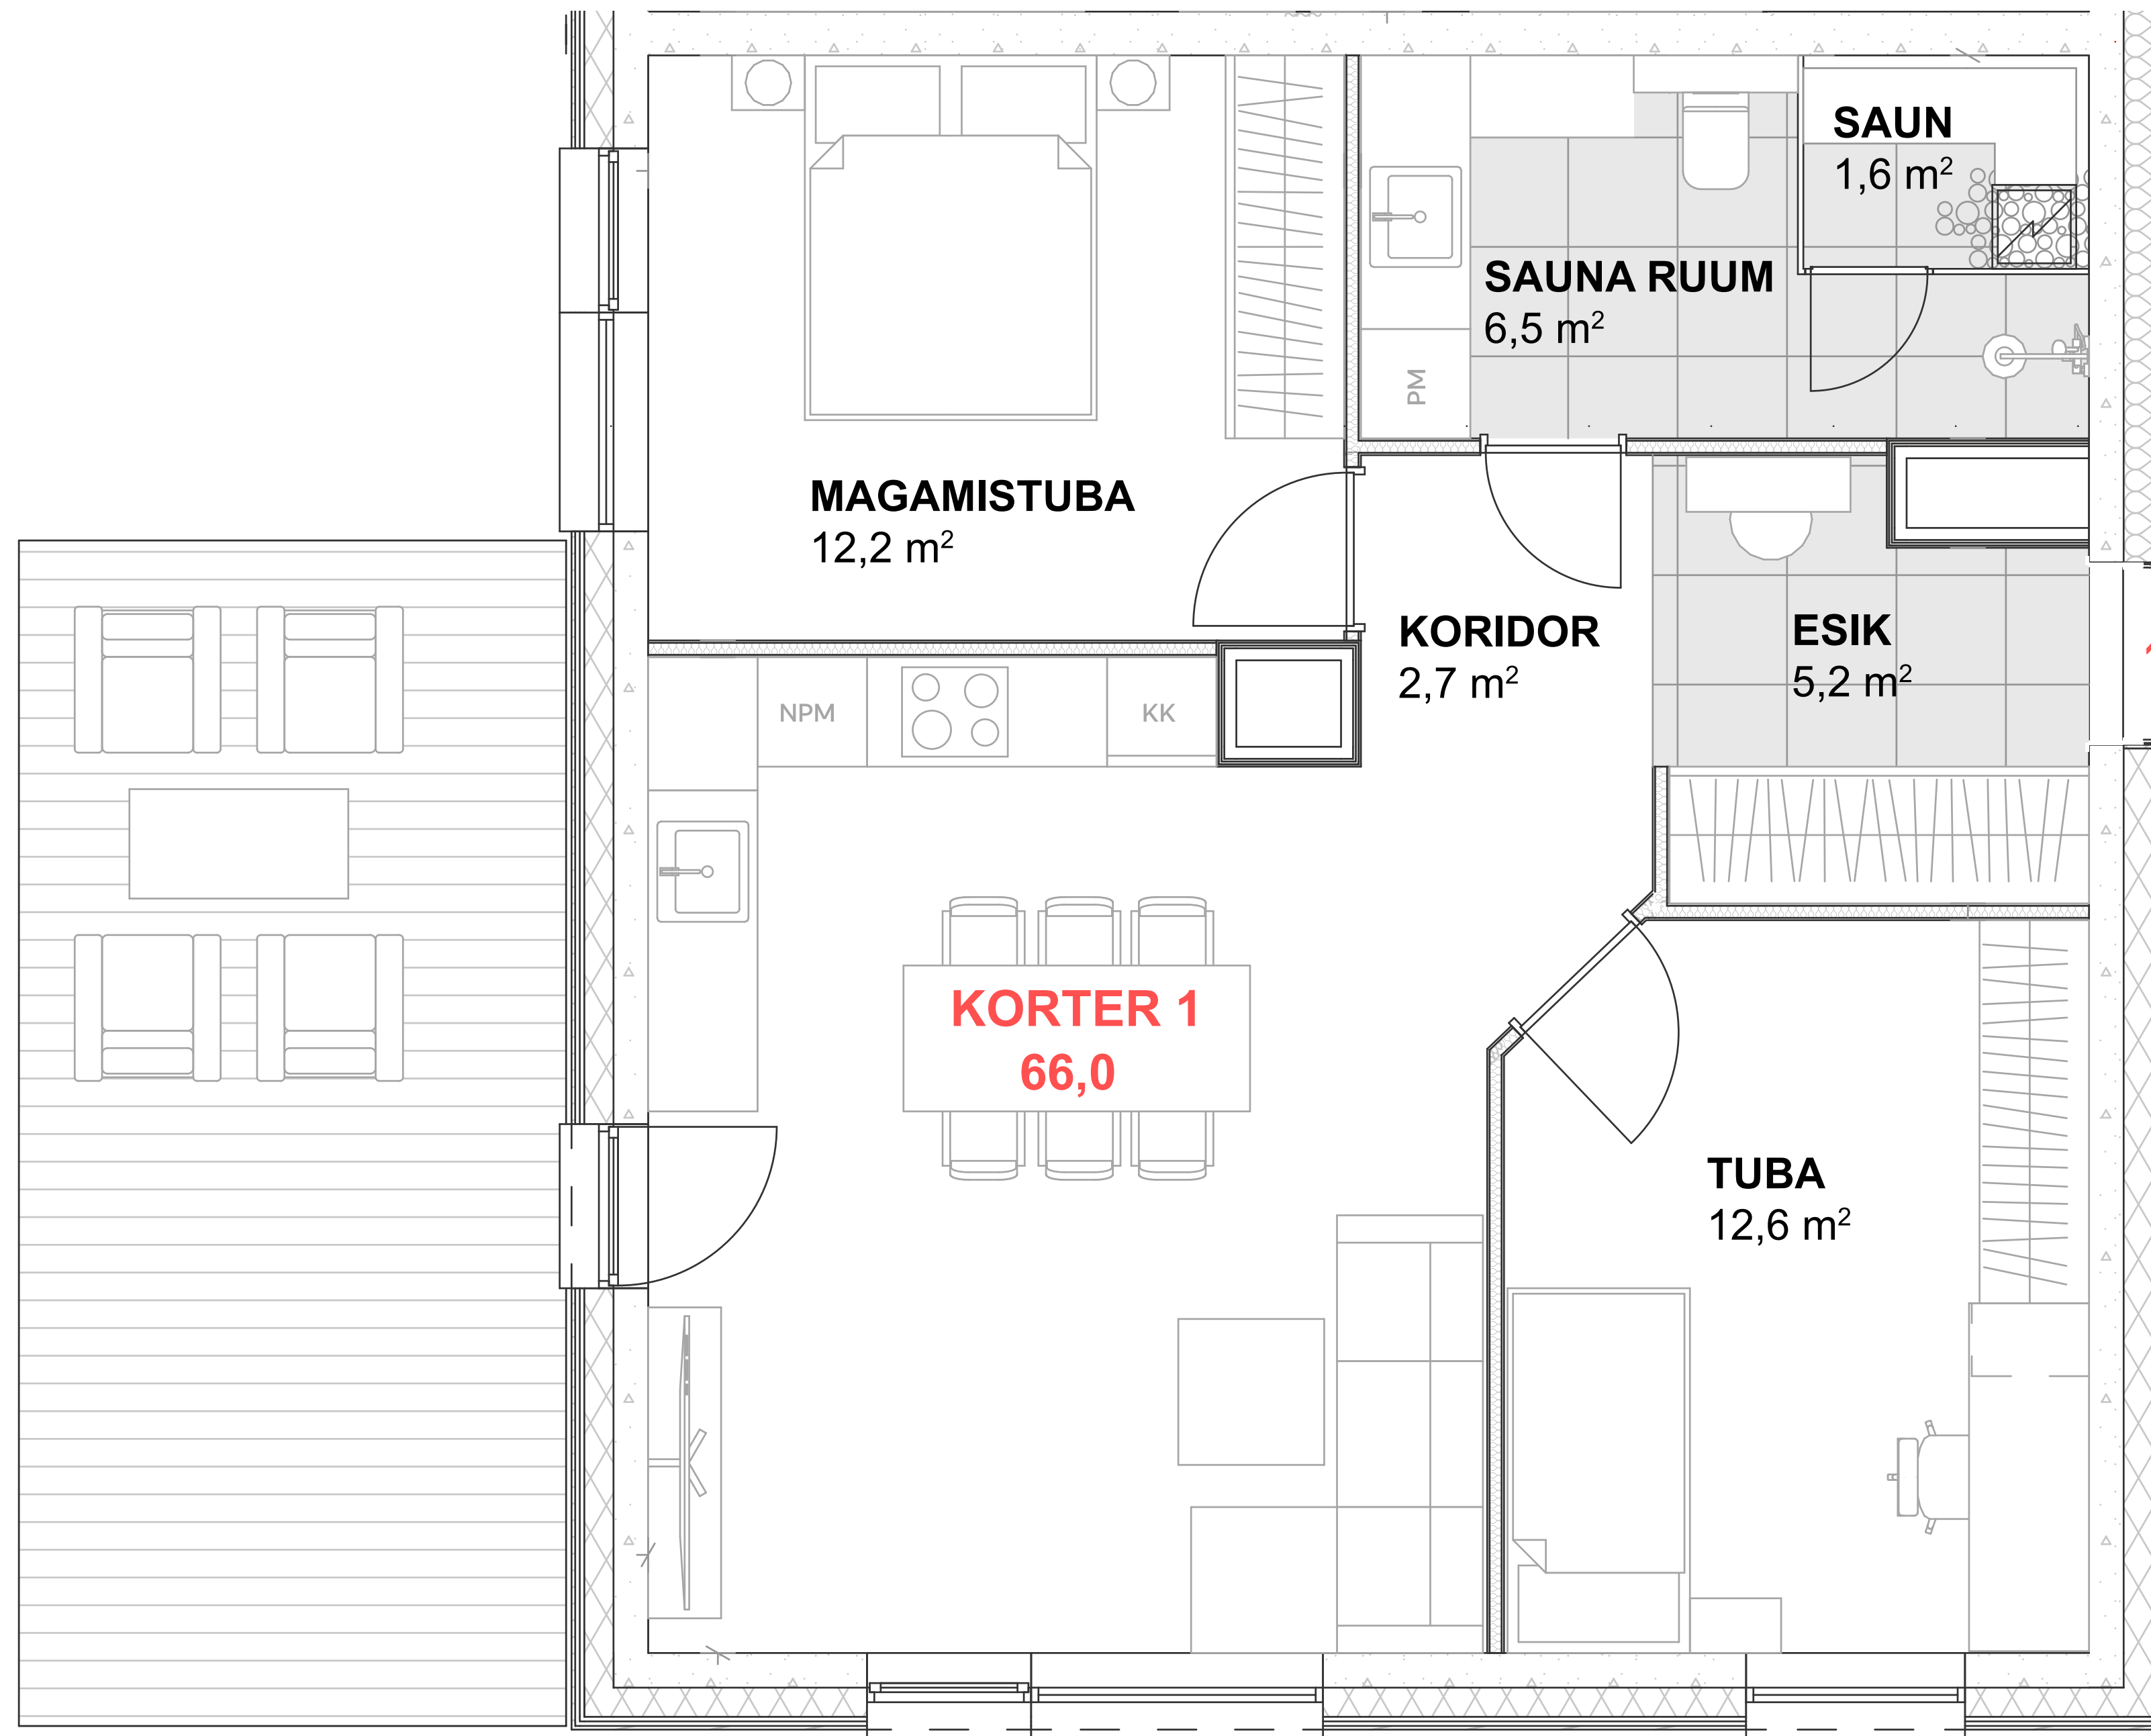 SAUN
1,6 m²
SAUNA RUUM
6,5 m²
PM
MAGAMISTUBA
12,2 m²
KORIDOR
2,7 m²
ESIK
5,2 m²
NPM
KK
KORTER 1
66,0
TUBA
12,6 m²